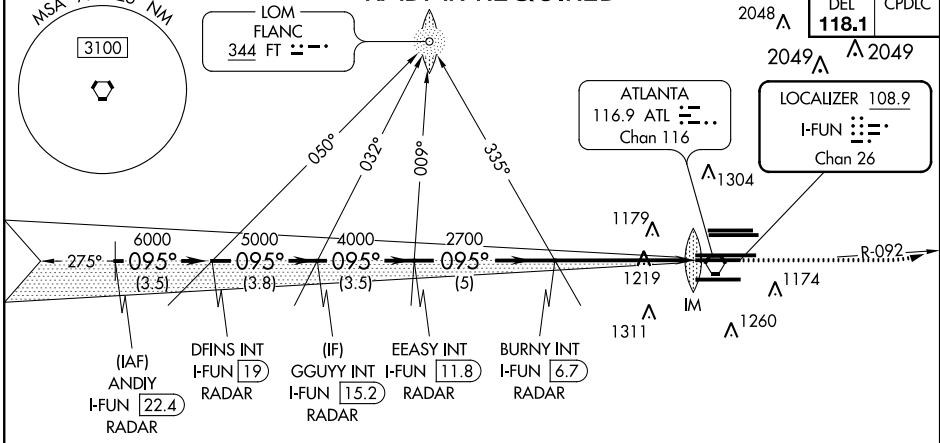 MSA
NM
3100
LOM
FLANC
344 FT
2048
DEL
118.1
CPDLC
2049
2049
ATLANTA
116.9 ATL
Chan 116
LOCALIZER 108.9
I-FUN
Chan 26
050°
032°
009°
335°
1304
1179
6000
5000
4000
2700
275°
095°
095°
095°
095°
R-092
(3.5)
(3.8)
(3.5)
(5)
1219
1174
IM
1311
1260
(IAF)
ANDIY
I-FUN 22.4
RADAR
DFINS INT
I-FUN 19
RADAR
(IF)
GGUYY INT
I-FUN 15.2
RADAR
EEASY INT
I-FUN 11.8
RADAR
BURNY INT
I-FUN 6.7
RADAR